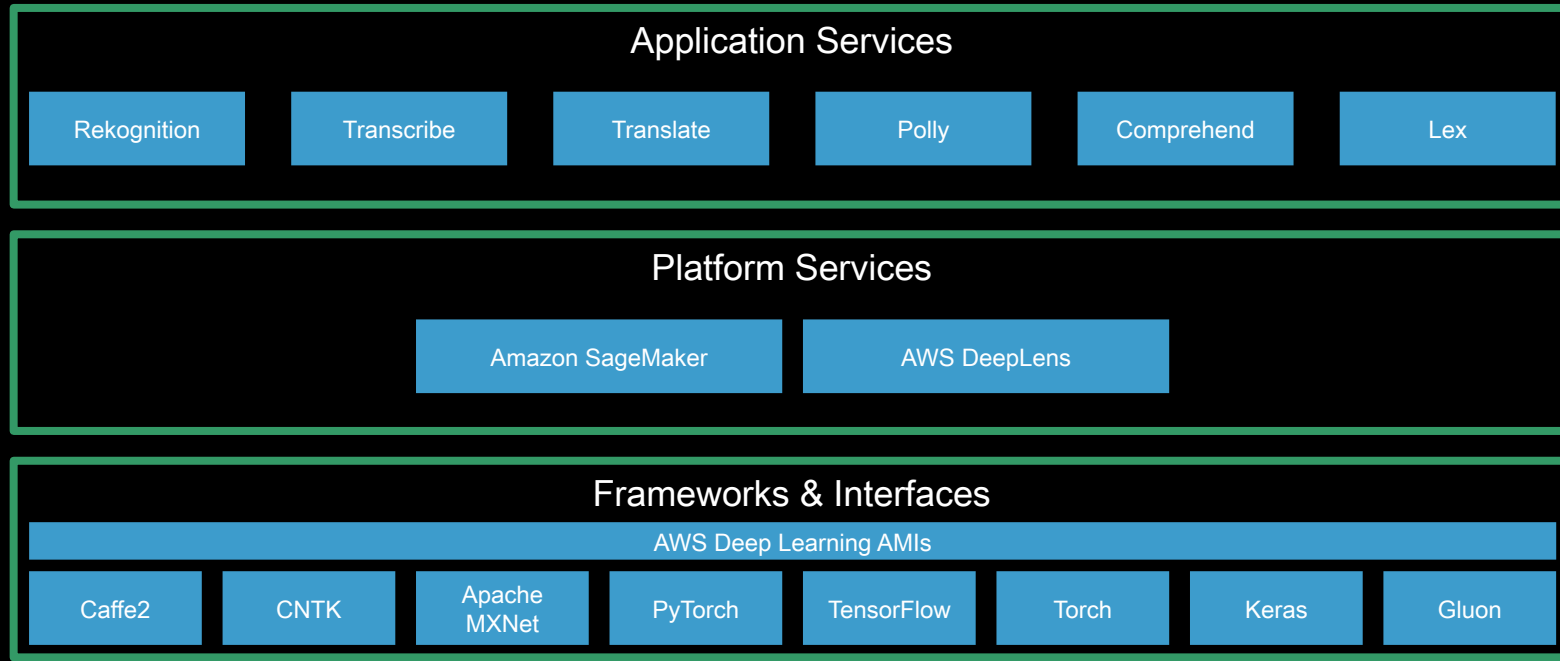 Application Services
Rekognition
Transcribe
Translate
Polly
Comprehend
Lex
Platform Services
Amazon SageMaker
AWS DeepLens
Frameworks & Interfaces
AWS Deep Learning AMIs
Caffe2
CNTK
Apache
MXNet
PyTorch
TensorFlow
Torch
Keras
Gluon